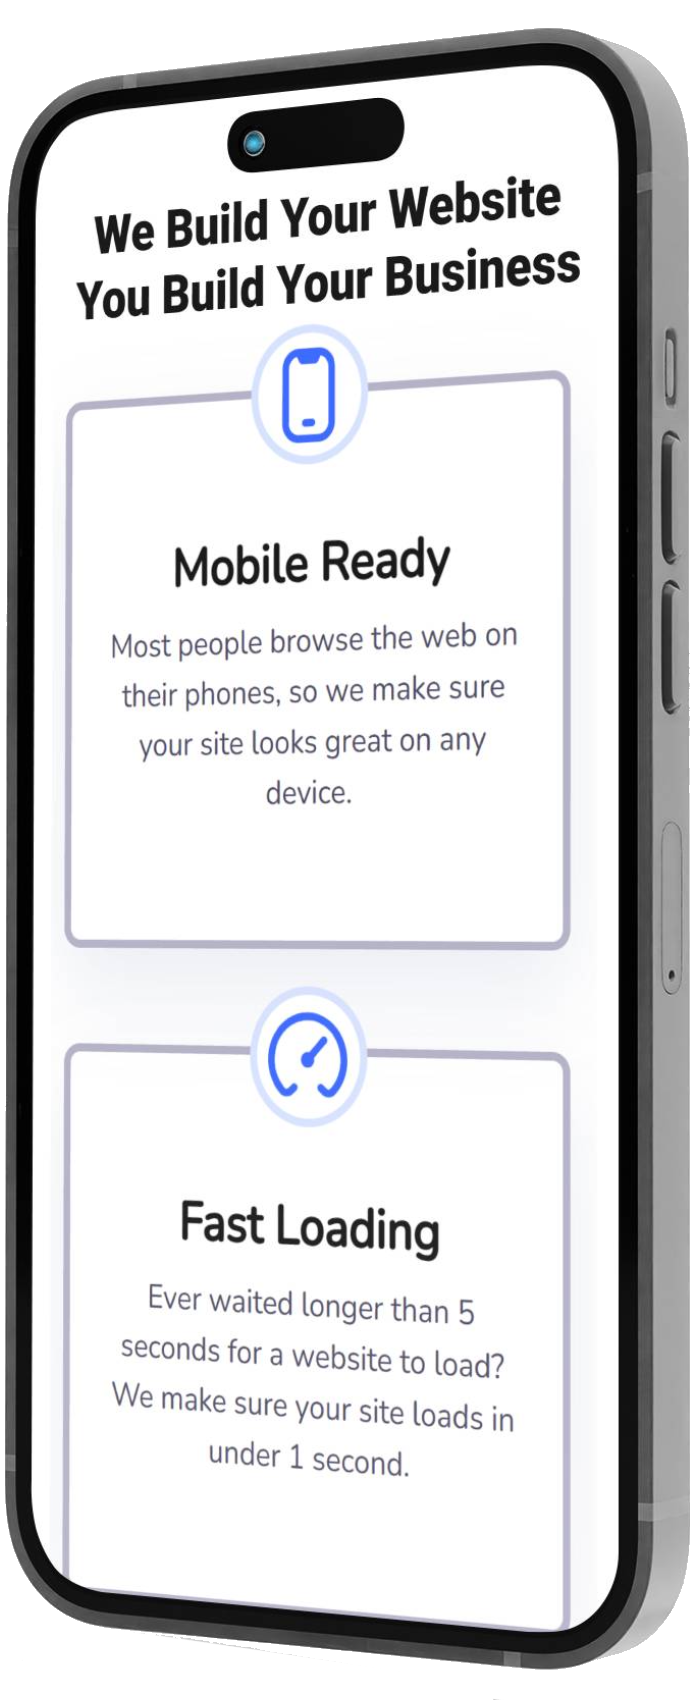 We Build Your Website
You Build Your Business
Mobile Ready
Most people browse the web on
their phones, so we make sure
your site looks great on any
device.
Fast Loading
Ever waited longer than 5
seconds for a website to load?
We make sure your site loads in
under 1 second.